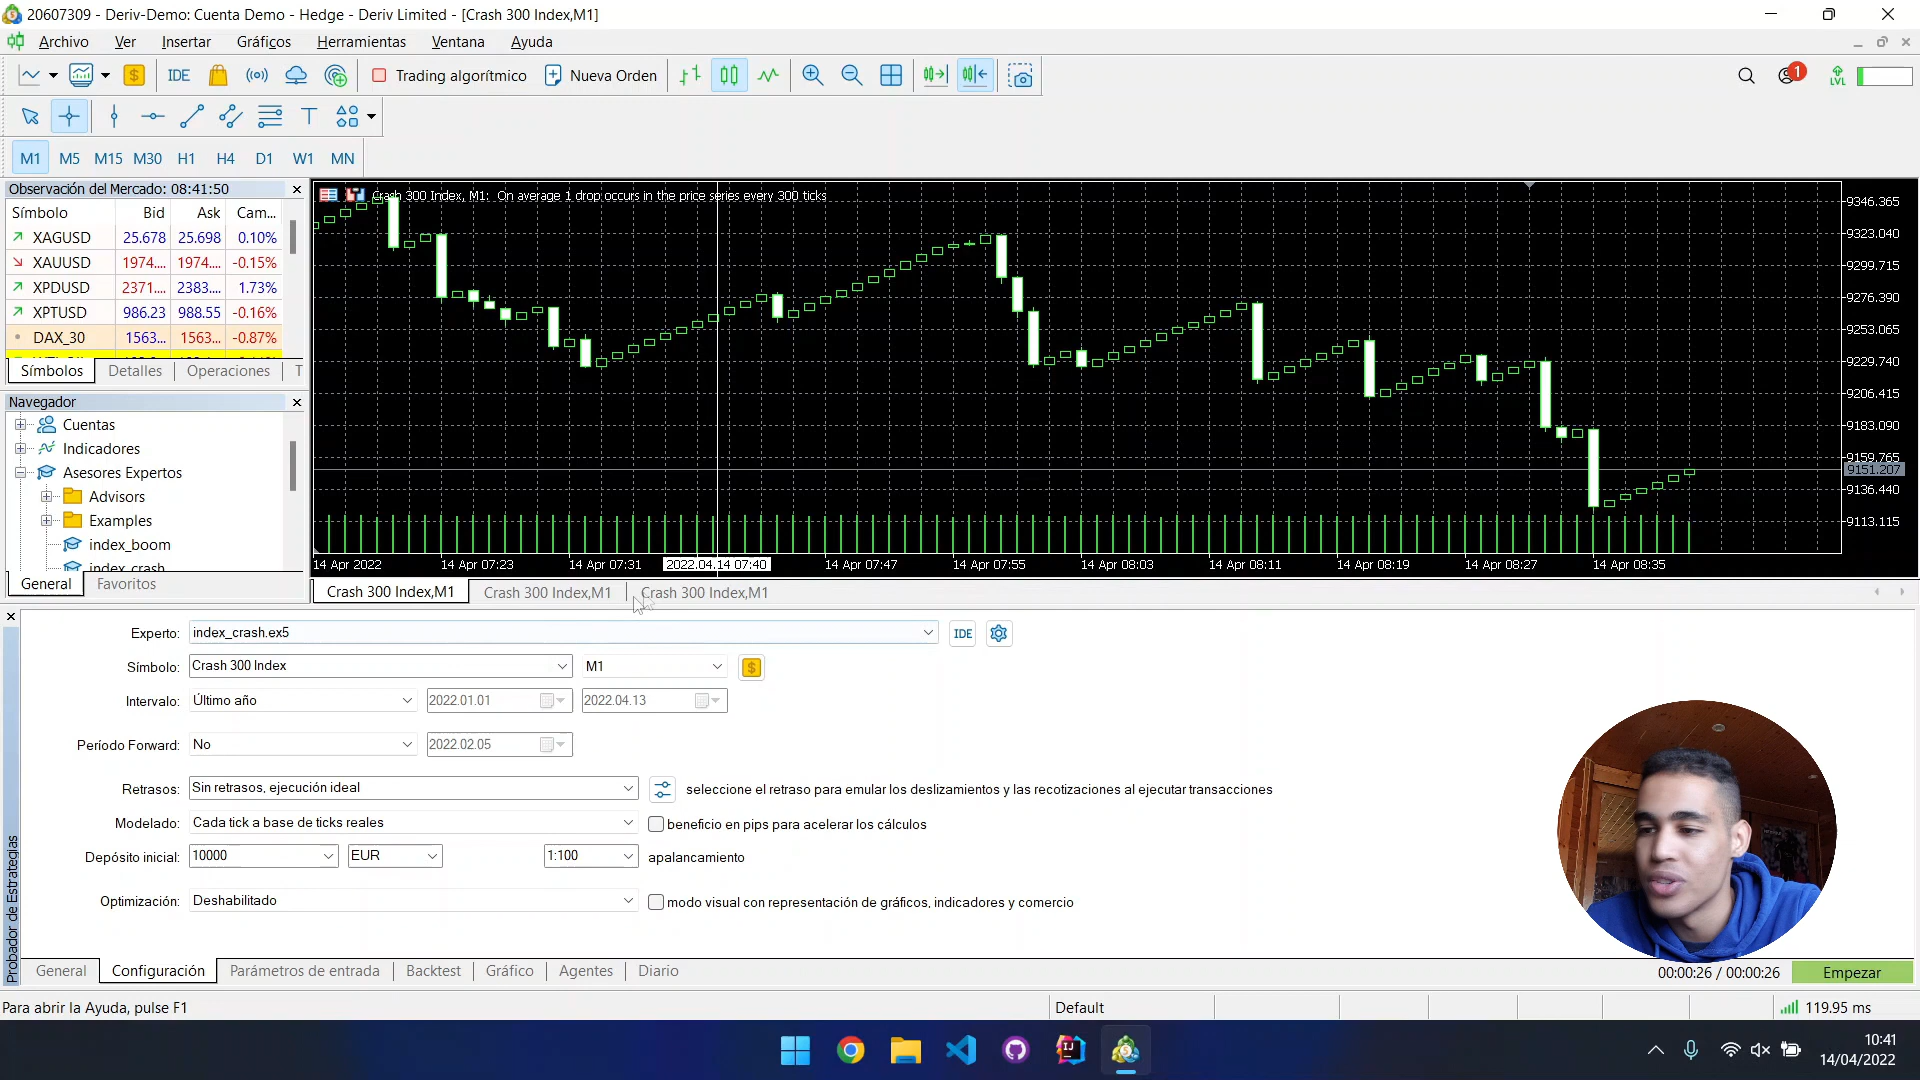 20607309 - Deriv-Demo: Cuenta Demo - Hedge - Deriv Limited - [Crash 300 Index,M1]
Archivo Ver Insertar Gráficos Herramientas Ventana Ayuda
IDE Trading algorítmico Nueva Orden 1 LVL
M1 M5 M15 M30 H1 H4 D1 W1 MN
Observación del Mercado: 08:41:50
Símbolo Bid Ask Cam...
XAGUSD 25.678 25.698 0.10%
XAUUSD 1974.... 1974.... -0.15%
XPDUSD 2371.... 2383.... 1.73%
XPTUSD 986.23 988.55 -0.16%
DAX_30 1563... 1563... -0.87%
Símbolos Detalles Operaciones T
Navegador
Cuentas
Indicadores
Asesores Expertos
Advisors
Examples
index_boom
index_crash
General Favoritos
Crash 300 Index, M1: On average 1 drop occurs in the price series every 300 ticks
9346.365
9323.040
9299.715
9276.390
9253.065
9229.740
9206.415
9183.090
9159.765
9151.207
9136.440
9113.115
14 Apr 2022 14 Apr 07:23 14 Apr 07:31 2022.04.14 07:40 14 Apr 07:47 14 Apr 07:55 14 Apr 08:03 14 Apr 08:11 14 Apr 08:19 14 Apr 08:27 14 Apr 08:35
Crash 300 Index,M1 Crash 300 Index,M1 Crash 300 Index,M1
Experto: index_crash.ex5 IDE
Símbolo: Crash 300 Index M1 $
Intervalo: Último año 2022.01.01 2022.04.13
Período Forward: No 2022.02.05
Retrasos: Sin retrasos, ejecución ideal seleccione el retraso para emular los deslizamientos y las recotizaciones al ejecutar transacciones
Modelado: Cada tick a base de ticks reales beneficio en pips para acelerar los cálculos
Depósito inicial: 10000 EUR 1:100 apalancamiento
Optimización: Deshabilitado modo visual con representación de gráficos, indicadores y comercio
Probador de Estrategias
General Configuración Parámetros de entrada Backtest Gráfico Agentes Diario 00:00:26 / 00:00:26 Empezar
Para abrir la Ayuda, pulse F1 Default 119.95 ms
10:41
14/04/2022